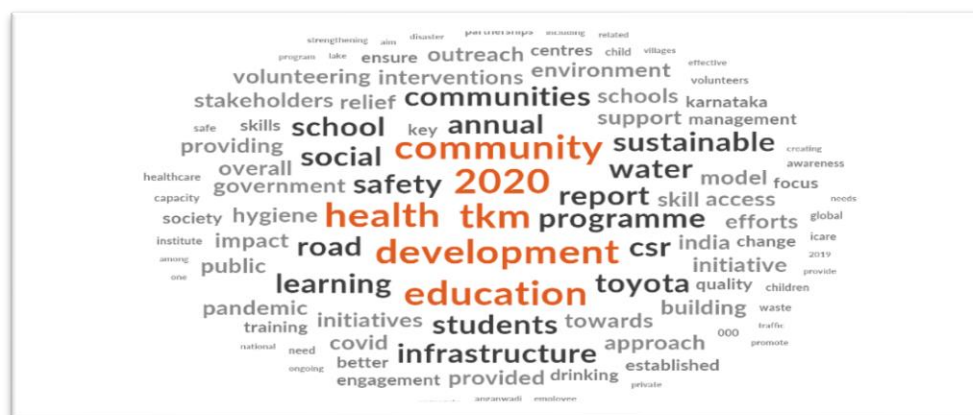 strengthening aim disaster partnerships including related
program lake ensure outreach centres child villages
volunteering interventions environment effective
volunteers
stakeholders relief communities schools karnataka
safe skills school key annual support management
providing social community sustainable creating
healthcare overall water model awareness
government safety 2020 focus
capacity report skill access needs
society hygiene health tkm programme efforts global
institute impact road development csr india change icare
among public initiative 2019
one learning education toyota quality children provide
pandemic building waste
training initiatives students towards 000 traffic
national need covid infrastructure approach promote
ongoing better established
engagement provided drinking private
anganwadi employee